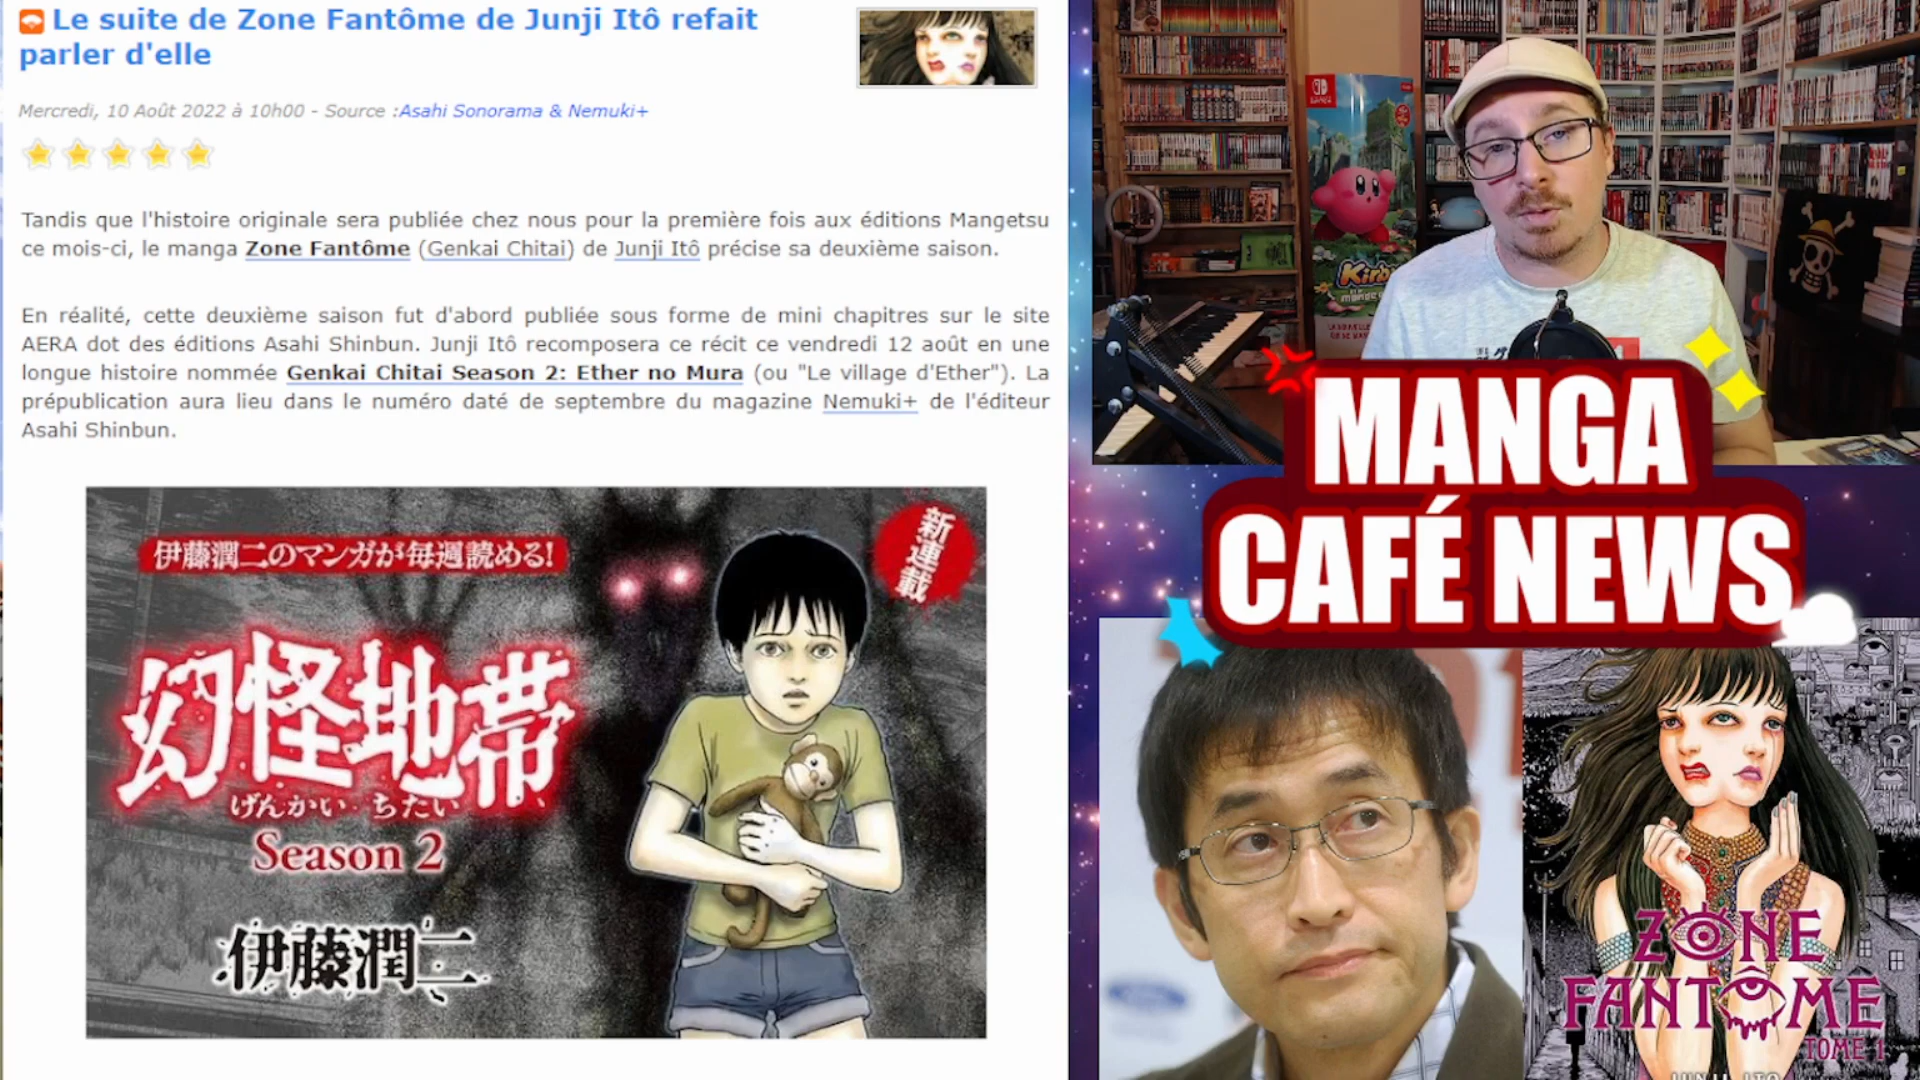 Le suite de Zone Fantôme de Junji Itô refait
parler d'elle
Mercredi, 10 Août 2022 à 10h00 - Source :Asahi Sonorama & Nemuki+
Tandis que l'histoire originale sera publiée chez nous pour la première fois aux éditions Mangetsu
ce mois-ci, le manga Zone Fantôme (Genkai Chitai) de Junji Itô précise sa deuxième saison.
En réalité, cette deuxième saison fut d'abord publiée sous forme de mini chapitres sur le site
AERA dot des éditions Asahi Shinbun. Junji Itô recomposera ce récit ce vendredi 12 août en une
longue histoire nommée Genkai Chitai Season 2: Ether no Mura (ou "Le village d'Ether"). La
prépublication aura lieu dans le numéro daté de septembre du magazine Nemuki+ de l'éditeur
Asahi Shinbun.
伊藤潤二のマンガが毎週読める!
新連載
幻怪地帯
げんかい ちたい
Season 2
伊藤潤二
Kirby
MANGA
CAFÉ NEWS
ZONE
FANTÔME
TOME 1
JUNJI ITO